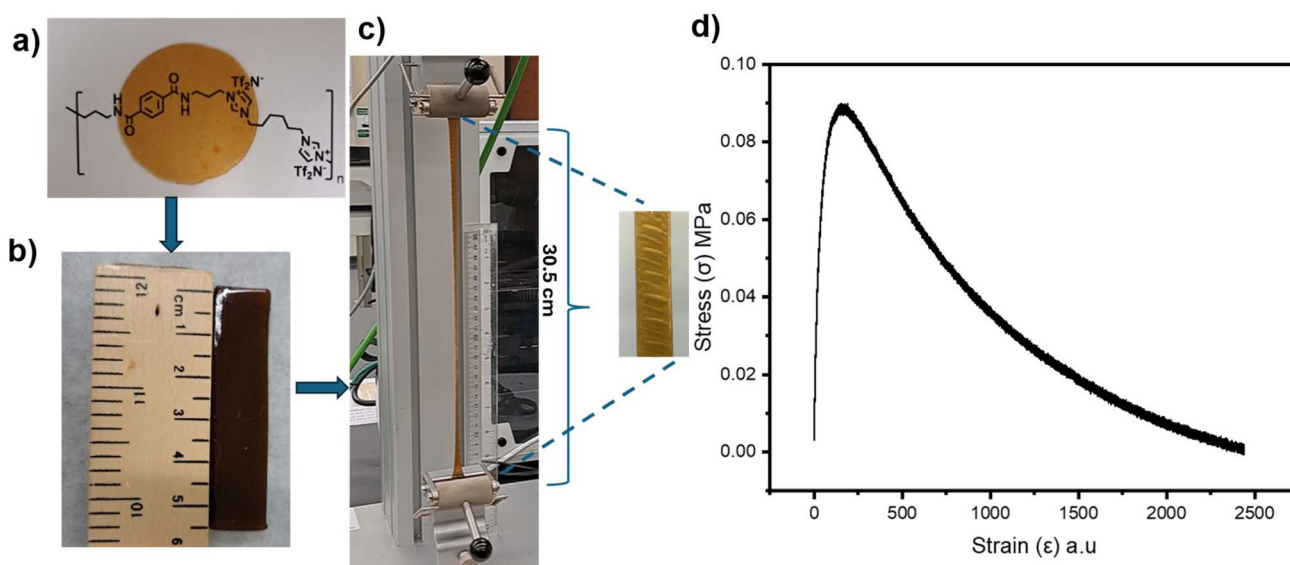 a)
Tf₂N⁻
O
H
N
N
H
O
N⁺
N
N
N⁺
Tf₂N⁻
n
b)
12
11
10
cm 1
2
3
4
5
6
c)
30.5 cm
d)
Stress (σ) MPa
0.10
0.08
0.06
0.04
0.02
0.00
0
500
1000
1500
2000
2500
Strain (ε) a.u